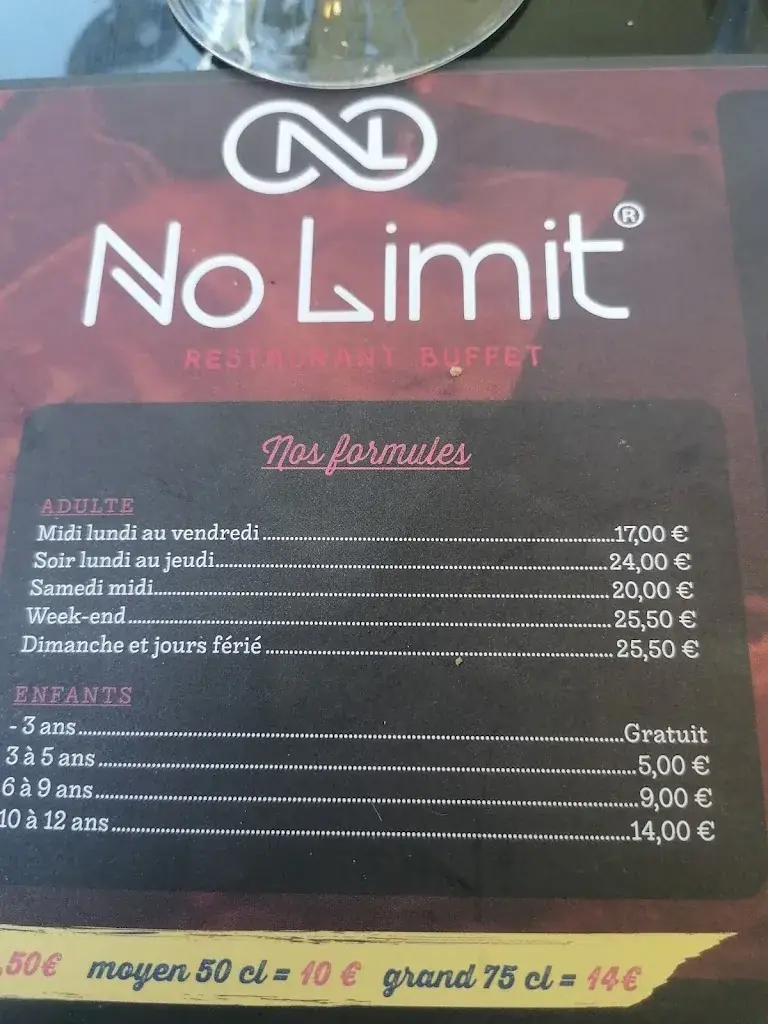 NL
No Limit®
RESTAURANT BUFFET
Nos formules
ADULTE
Midi lundi au vendredi...........17,00 €
Soir lundi au jeudi...........24,00 €
Samedi midi...........20,00 €
Week-end...........25,50 €
Dimanche et jours férié...........25,50 €
ENFANTS
- 3 ans...........Gratuit
3 à 5 ans...........5,00 €
6 à 9 ans...........9,00 €
10 à 12 ans...........14,00 €
,50€ moyen 50 cl = 10 € grand 75 cl = 14€